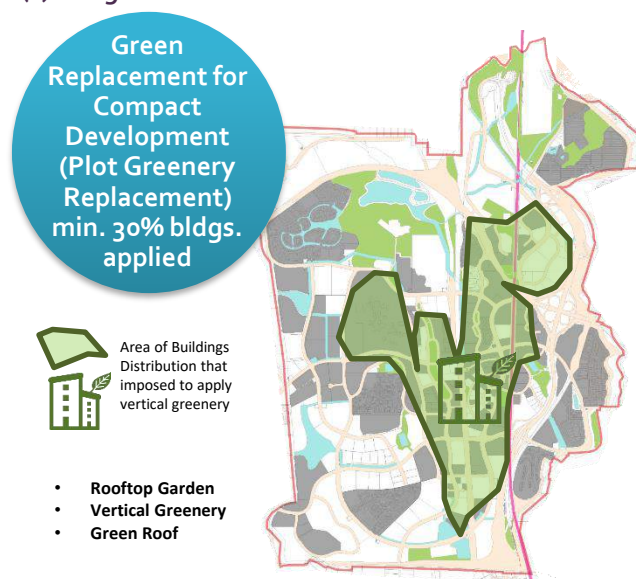 Green
Replacement for
Compact
Development
(Plot Greenery
Replacement)
min. 30% bldgs.
applied
Area of Buildings
Distribution that
imposed to apply
vertical greenery
• Rooftop Garden
• Vertical Greenery
• Green Roof